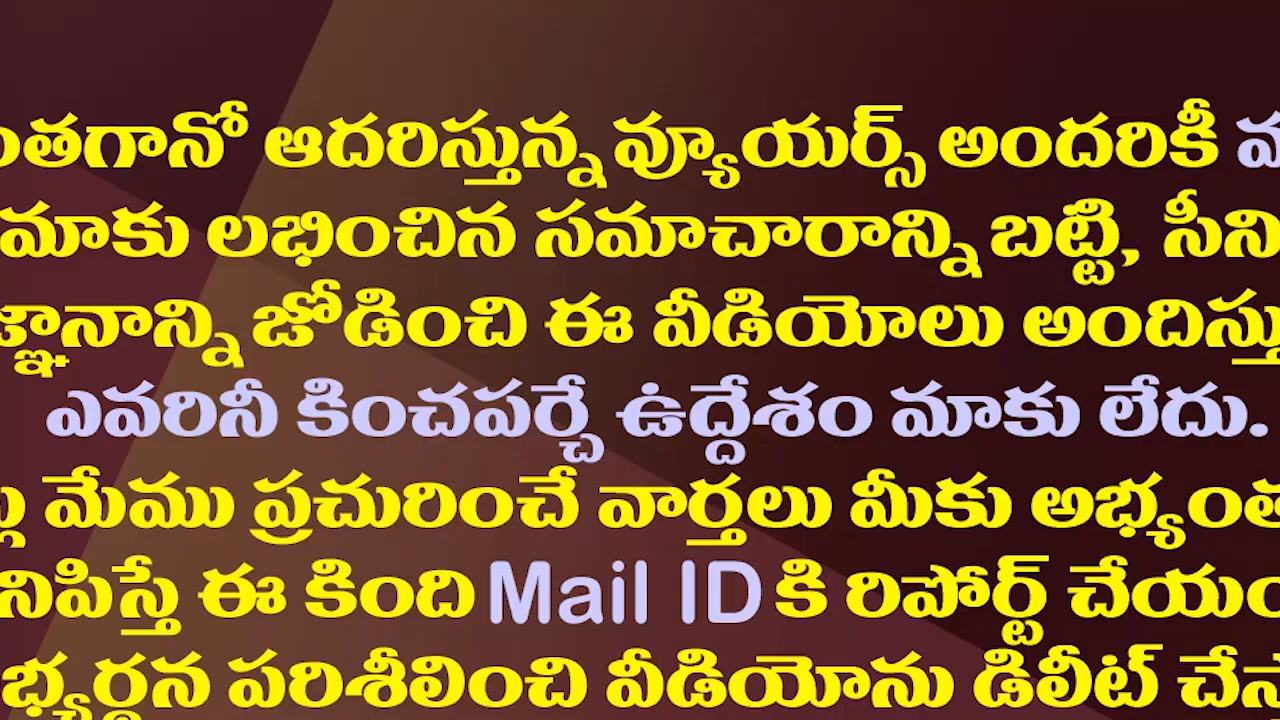 ఆదరిస్తున్న వ్యూయర్స్ అందరికీ
మాకు లభించిన సమాచారాన్ని బట్టి,
జోడించి ఈ వీడియోలు
ఎవరినీ కించపర్చే ఉద్దేశం మాకు లేదు.
మేము ప్రచురించే వార్తలు మీకు
ఈ కింది Mail ID కి రిపోర్ట్
పరిశీలించి వీడియోను డిలీట్